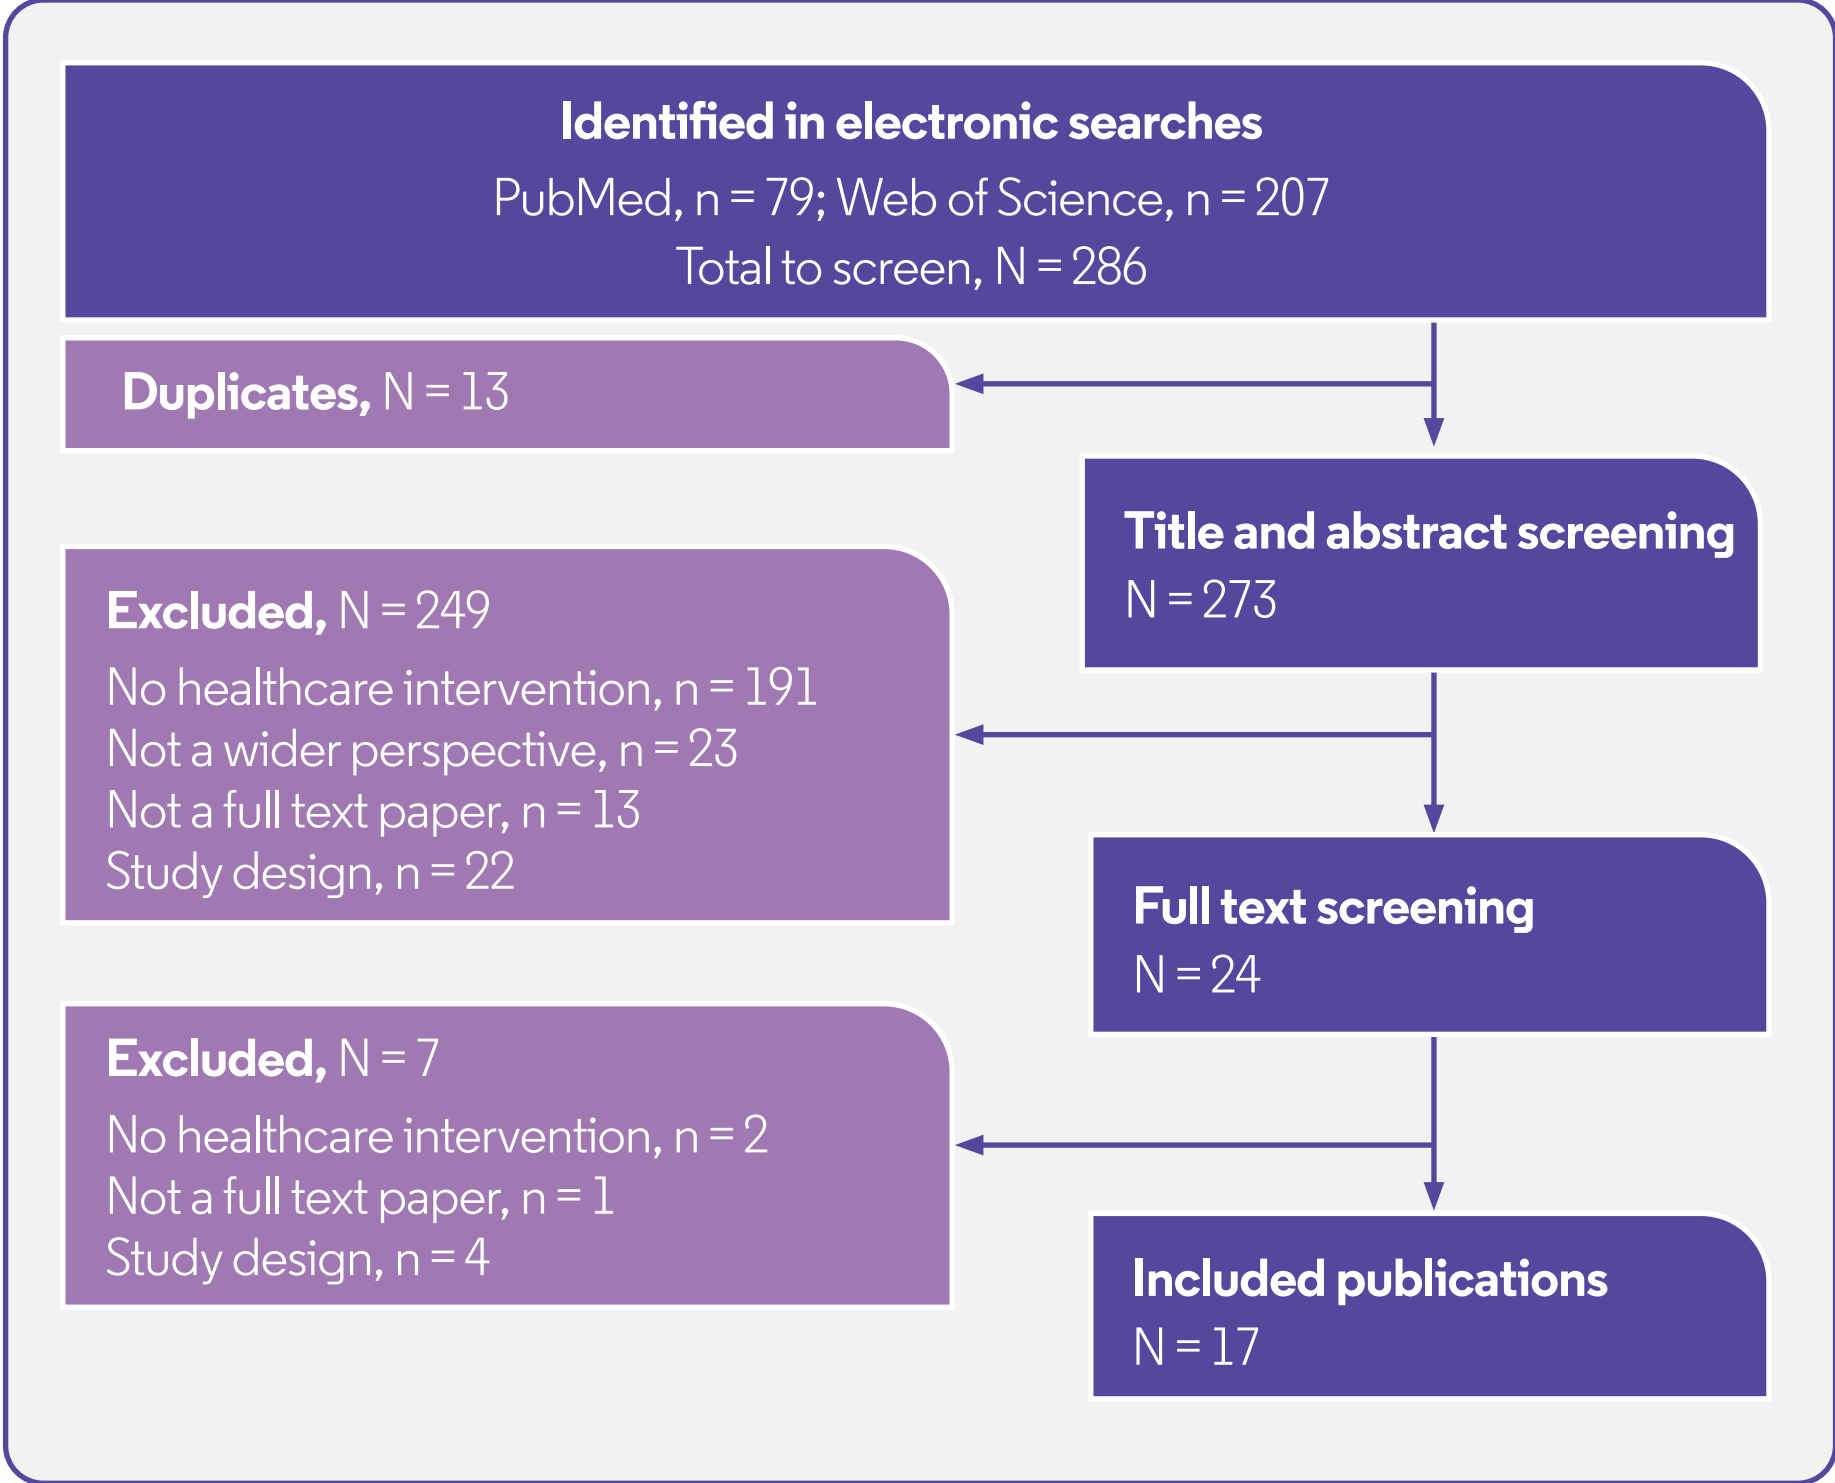 Identified in electronic searches
PubMed, n = 79; Web of Science, n = 207
Total to screen, N = 286
Duplicates, N = 13
Title and abstract screening
N = 273
Excluded, N = 249
No healthcare intervention, n = 191
Not a wider perspective, n = 23
Not a full text paper, n = 13
Study design, n = 22
Full text screening
N = 24
Excluded, N = 7
No healthcare intervention, n = 2
Not a full text paper, n = 1
Study design, n = 4
Included publications
N = 17